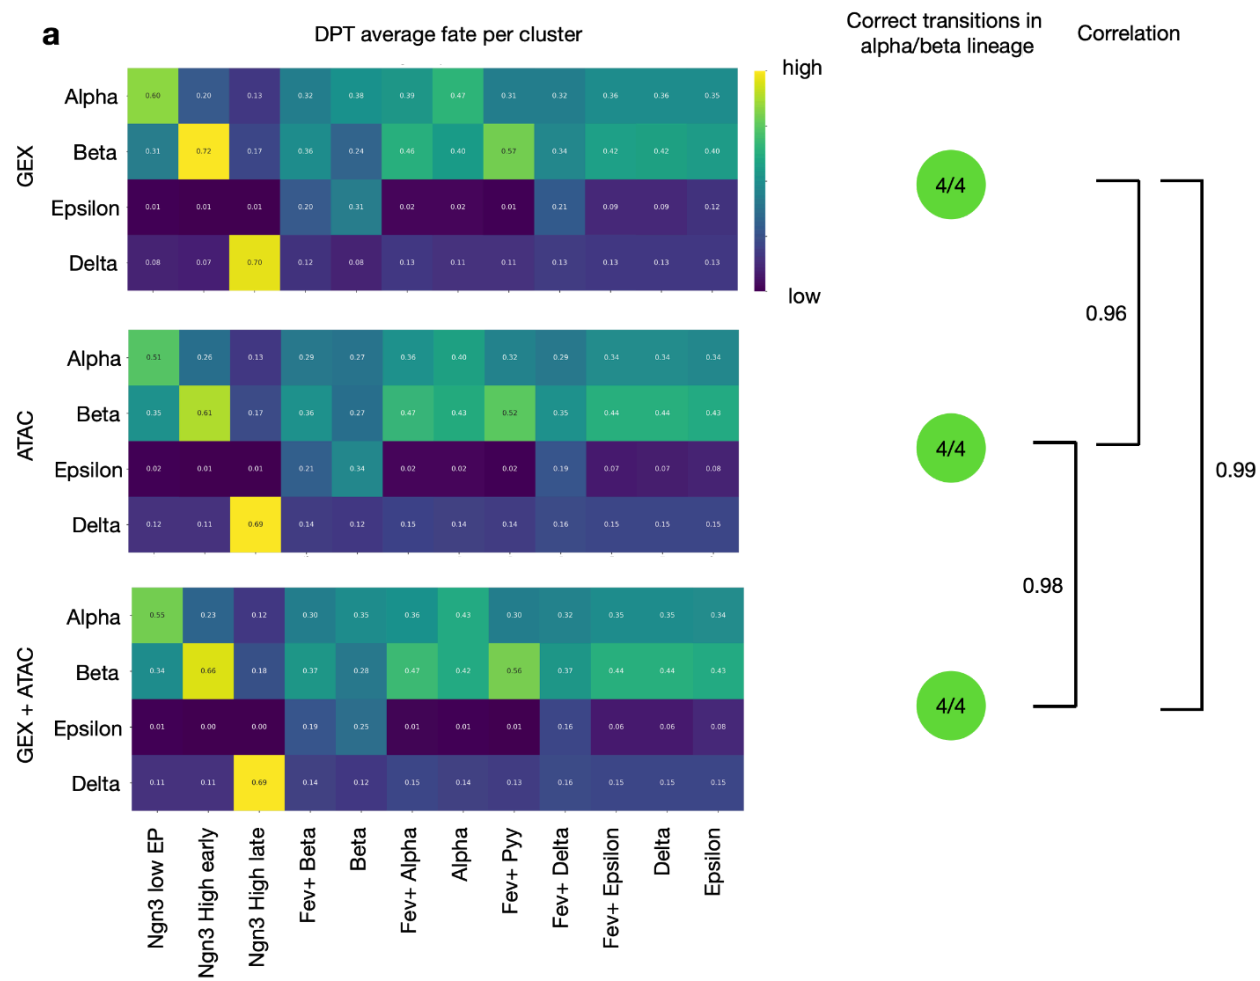 a
DPT average fate per cluster
Correct transitions in
alpha/beta lineage
Correlation
high
low
GEX
Alpha 0.60 0.20 0.13 0.32 0.38 0.39 0.47 0.31 0.32 0.36 0.36 0.35
Beta 0.31 0.72 0.17 0.36 0.24 0.46 0.40 0.57 0.34 0.42 0.42 0.40
Epsilon 0.01 0.01 0.01 0.20 0.31 0.02 0.02 0.01 0.21 0.09 0.09 0.12
Delta 0.08 0.07 0.70 0.12 0.08 0.13 0.11 0.11 0.13 0.13 0.13 0.13
4/4
ATAC
Alpha 0.51 0.26 0.13 0.29 0.27 0.36 0.40 0.32 0.29 0.34 0.34 0.34
Beta 0.35 0.61 0.17 0.36 0.27 0.47 0.43 0.52 0.35 0.44 0.44 0.43
Epsilon 0.02 0.01 0.01 0.21 0.34 0.02 0.02 0.02 0.19 0.07 0.07 0.08
Delta 0.12 0.11 0.69 0.14 0.12 0.15 0.14 0.14 0.16 0.15 0.15 0.15
4/4
GEX + ATAC
Alpha 0.55 0.23 0.12 0.30 0.35 0.36 0.43 0.30 0.32 0.35 0.35 0.34
Beta 0.34 0.66 0.18 0.37 0.28 0.47 0.42 0.56 0.37 0.44 0.44 0.43
Epsilon 0.01 0.00 0.00 0.19 0.25 0.01 0.01 0.01 0.16 0.06 0.06 0.08
Delta 0.11 0.11 0.69 0.14 0.12 0.15 0.14 0.13 0.16 0.15 0.15 0.15
4/4
0.96
0.99
0.98
Ngn3 low EP
Ngn3 High early
Ngn3 High late
Fev+ Beta
Beta
Fev+ Alpha
Alpha
Fev+ Pyy
Fev+ Delta
Fev+ Epsilon
Delta
Epsilon